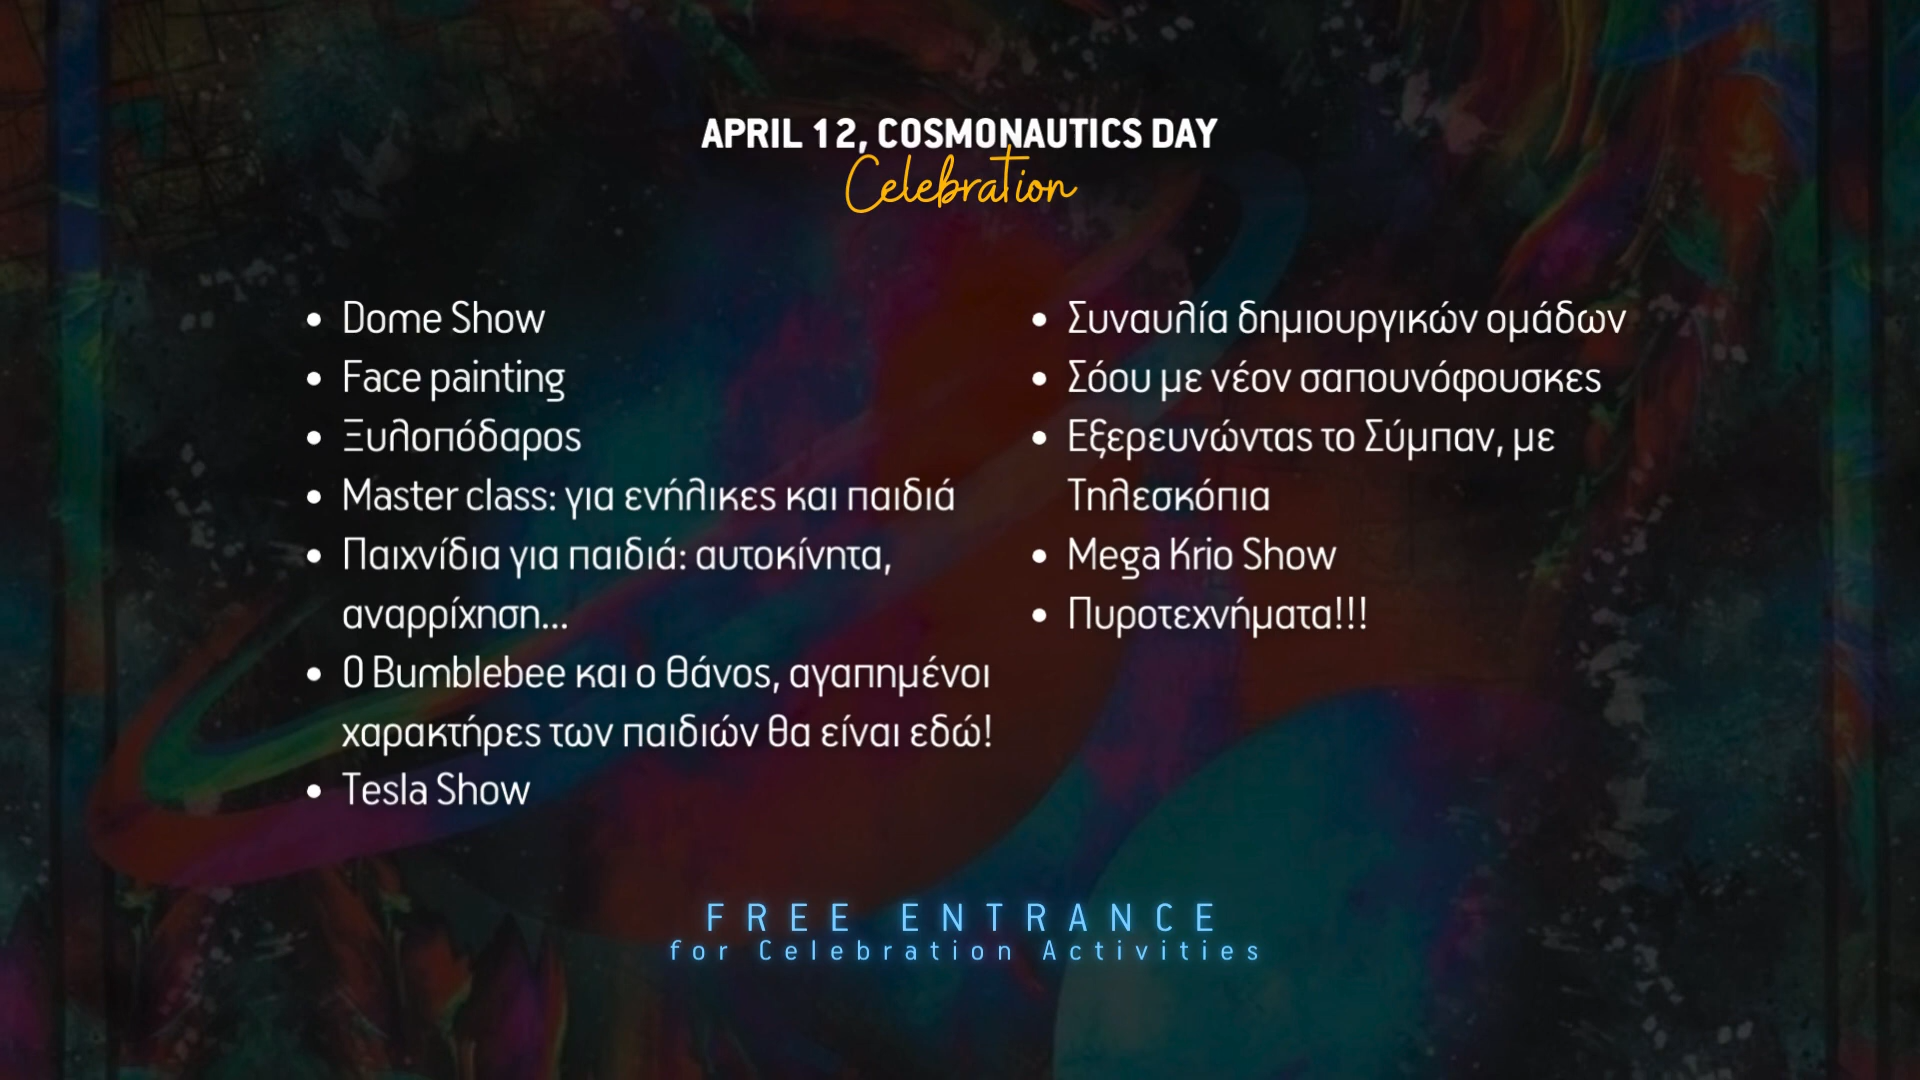 APRIL 12, COSMONAUTICS DAY
Celebration
• Dome Show
• Face painting
• Ξυλοπόδαρος
• Master class: για ενήλικες και παιδιά
• Παιχνίδια για παιδιά: αυτοκίνητα,
αναρρίχηση...
• Ο Bumblebee και ο Θάνος, αγαπημένοι
χαρακτήρες των παιδιών θα είναι εδώ!
• Tesla Show
• Συναυλία δημιουργικών ομάδων
• Σόου με νέον σαπουνόφουσκες
• Εξερευνώντας το Σύμπαν, με
Τηλεσκόπια
• Mega Krio Show
• Πυροτεχνήματα!!!
FREE ENTRANCE
for Celebration Activities